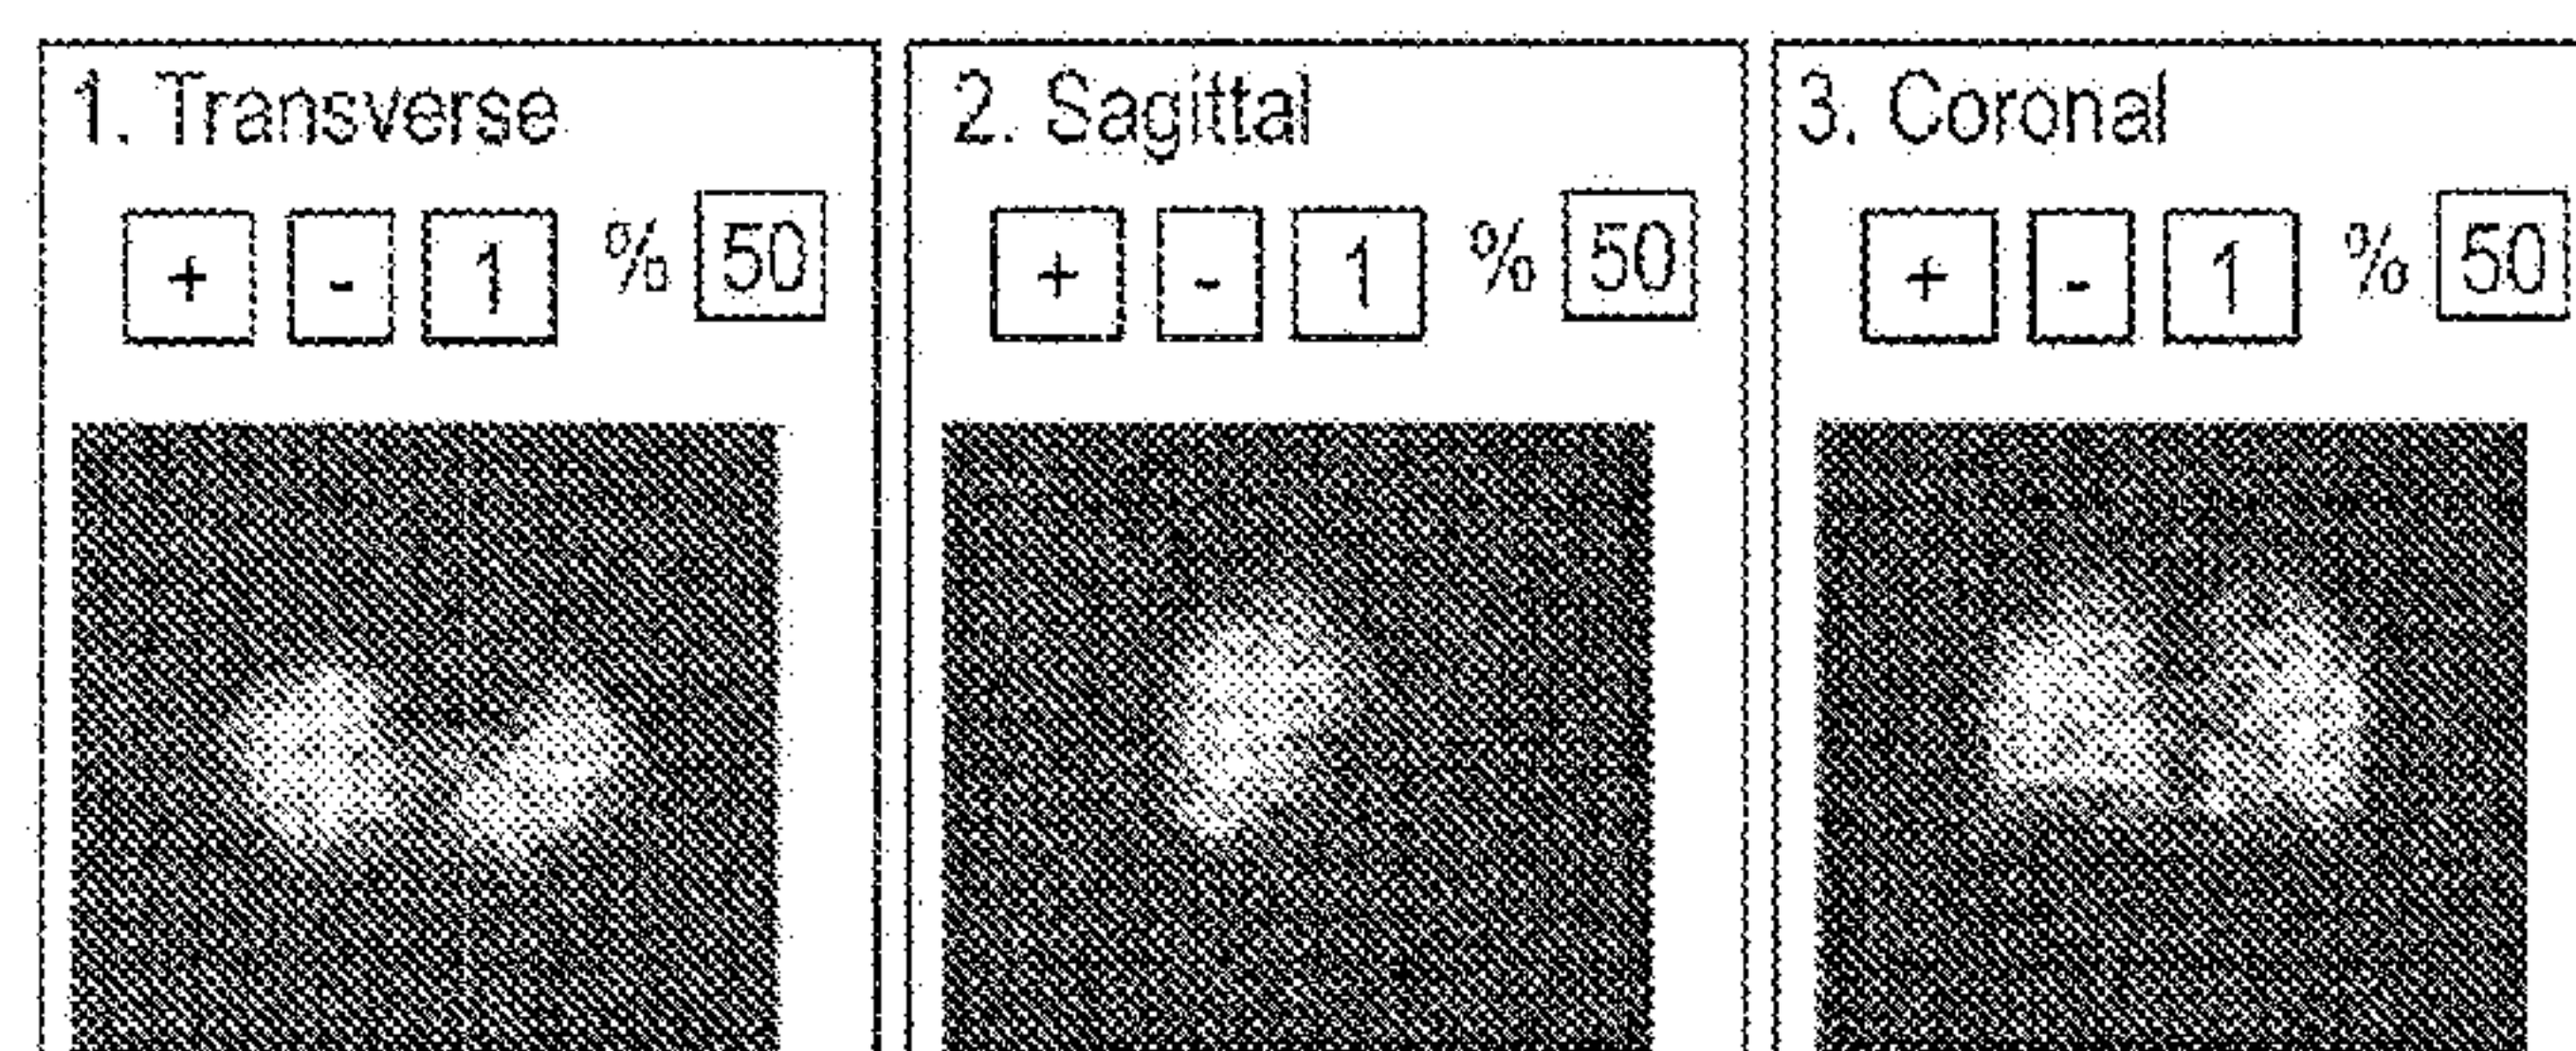 1. Transverse
+ - 1 % 50
2. Sagittal
+ - 1 % 50
3. Coronal
+ - 1 % 50